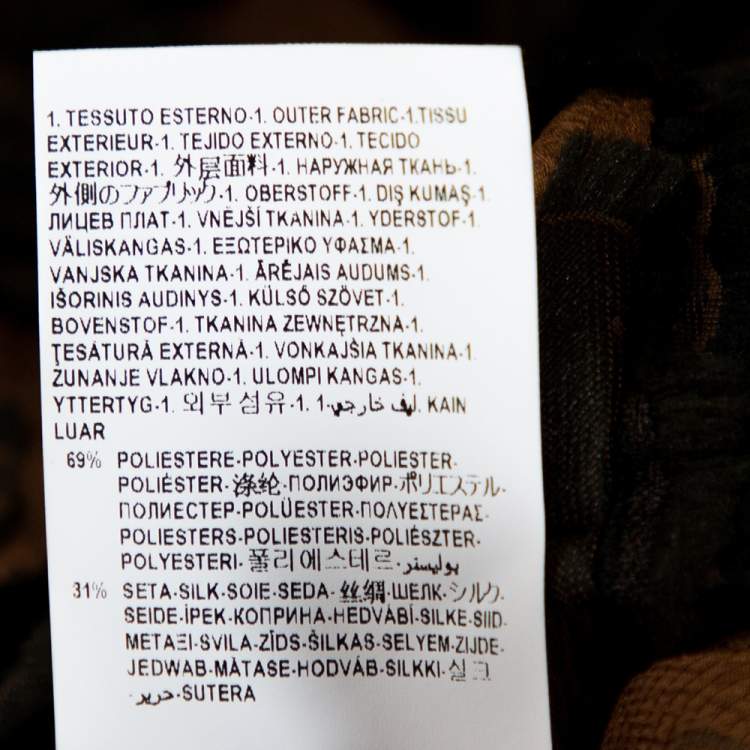 1. TESSUTO ESTERNO-1. OUTER FABRIC-1.TISSU
EXTERIEUR-1. TEJIDO EXTERNO-1. TECIDO
EXTERIOR-1. 外层面料-1. НАРУЖНАЯ ТКАНЬ-1.
外側のファブリック-1. OBERSTOFF-1. DIŞ KUMAŞ-1.
ЛИЦЕВ ПЛАТ-1. VNĚJŠÍ TKANINA-1. YDERSTOF-1.
VÄLISKANGAS-1. ΕΞΩΤΕΡΙΚΟ ΥΦΑΣΜΑ-1.
VANJSKA TKANINA-1. ĀRĒJAIS AUDUMS-1.
IŠORINIS AUDINYS-1. KÜLSŐ SZÖVET-1.
BOVENSTOF-1. TKANINA ZEWNĘTRZNA-1.
ŢESĂTURĂ EXTERNĂ-1. VONKAJŠIA TKANINA-1.
ZUNANJE VLAKNO-1. ULOMPI KANGAS-1.
YTTERTYG-1. 외부 섬유-1. ليف خارجي-1. 1. KAIN
LUAR
69% POLIESTERE-POLYESTER-POLIESTER-
POLIÉSTER-涤纶-ПОЛИЭФИР-ポリエステル-
ПОЛИЕСТЕР-POLÜESTER-ΠΟΛΥΕΣΤΕΡΑΣ-
POLIESTERS-POLIESTERIS-POLIÉSZTER-
POLYESTERI-폴리에스테르-بوليستر
31% SETA-SILK-SOIE-SEDA-丝绸-ШЕЛК-シルク-
SEIDE-İPEK-КОПРИНА-HEDVÁBÍ-SILKE-SIID-
ΜΕΤΑΞΙ-SVILA-ZĪDS-ŠILKAS-SELYEM-ZIJDE-
JEDWAB-MĂTASE-HODVÁB-SILKKI-실크
-حرير-SUTERA